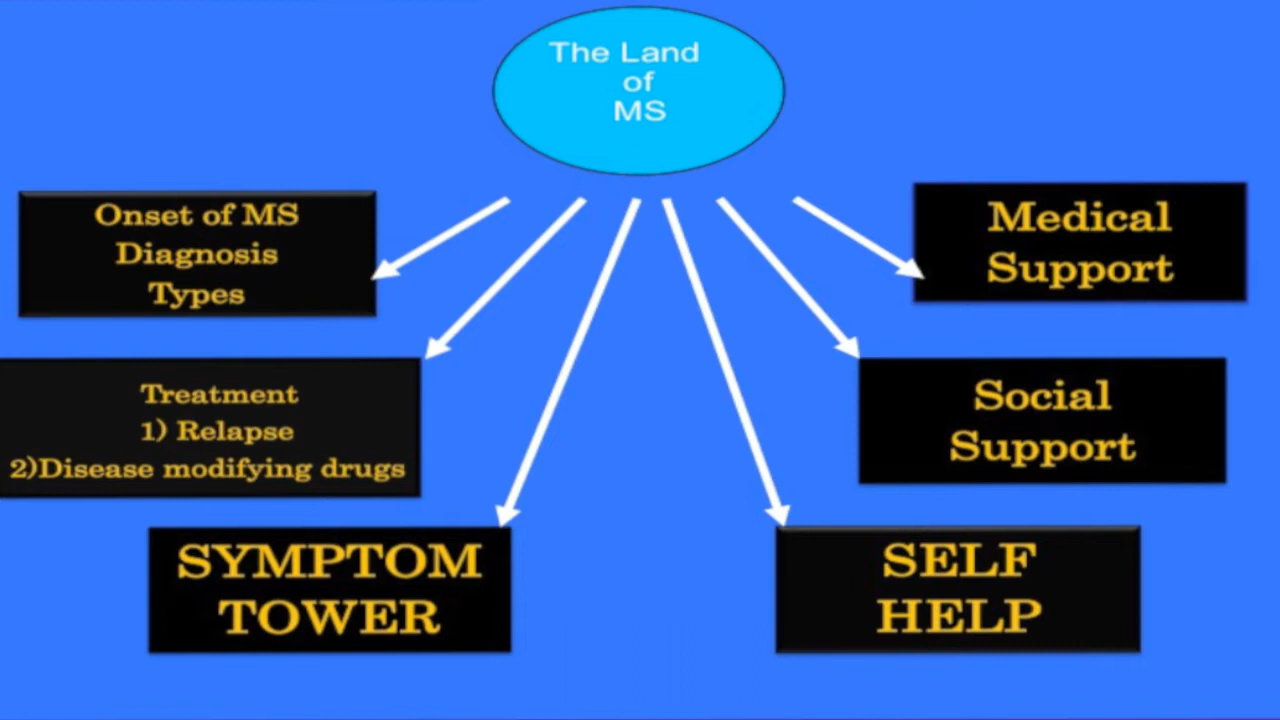 The Land
of
MS
Onset of MS
Diagnosis
Types
Medical
Support
Treatment
1) Relapse
2)Disease modifying drugs
Social
Support
SYMPTOM
TOWER
SELF
HELP